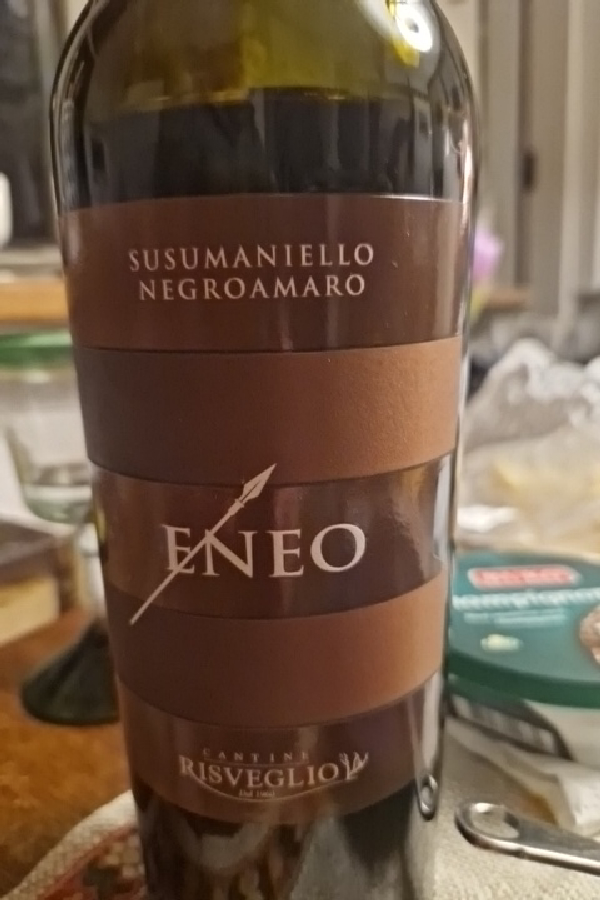 SUSUMANIELLO
NEGROAMARO
ENEO
CANTINE
RISVEGLIO